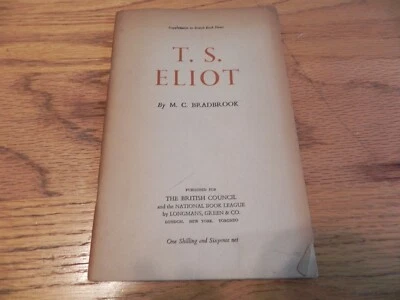 T. S.
ELIOT
By M. C. BRADBROOK
PUBLISHED FOR
THE BRITISH COUNCIL
and the NATIONAL BOOK LEAGUE
by LONGMANS, GREEN & CO.
LONDON, NEW YORK, TORONTO
One Shilling and Sixpence net